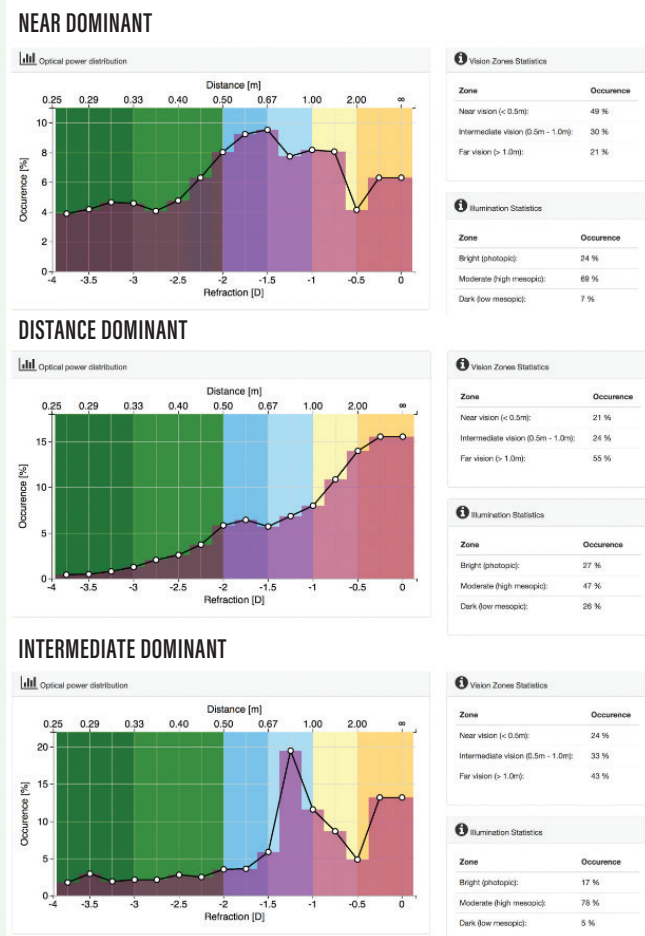 NEAR DOMINANT
Optical power distribution
Distance [m]
0.25 0.29 0.33 0.40 0.50 0.67 1.00 2.00 ∞
10
8
6
4
2
0
Occurence [%]
-4 -3.5 -3 -2.5 -2 -1.5 -1 -0.5 0
Refraction [D]
Vision Zones Statistics
Zone Occurence
Near vision (< 0.5m): 49 %
Intermediate vision (0.5m - 1.0m): 30 %
Far vision (> 1.0m): 21 %
Illumination Statistics
Zone Occurence
Bright (photopic): 24 %
Moderate (high mesopic): 69 %
Dark (low mesopic): 7 %
DISTANCE DOMINANT
Optical power distribution
Distance [m]
0.25 0.29 0.33 0.40 0.50 0.67 1.00 2.00 ∞
15
10
5
0
Occurence [%]
-4 -3.5 -3 -2.5 -2 -1.5 -1 -0.5 0
Refraction [D]
Vision Zones Statistics
Zone Occurence
Near vision (< 0.5m): 21 %
Intermediate vision (0.5m - 1.0m): 24 %
Far vision (> 1.0m): 55 %
Illumination Statistics
Zone Occurence
Bright (photopic): 27 %
Moderate (high mesopic): 47 %
Dark (low mesopic): 26 %
INTERMEDIATE DOMINANT
Optical power distribution
Distance [m]
0.25 0.29 0.33 0.40 0.50 0.67 1.00 2.00 ∞
20
15
10
5
0
Occurence [%]
-4 -3.5 -3 -2.5 -2 -1.5 -1 -0.5 0
Refraction [D]
Vision Zones Statistics
Zone Occurence
Near vision (< 0.5m): 24 %
Intermediate vision (0.5m - 1.0m): 33 %
Far vision (> 1.0m): 43 %
Illumination Statistics
Zone Occurence
Bright (photopic): 17 %
Moderate (high mesopic): 78 %
Dark (low mesopic): 5 %